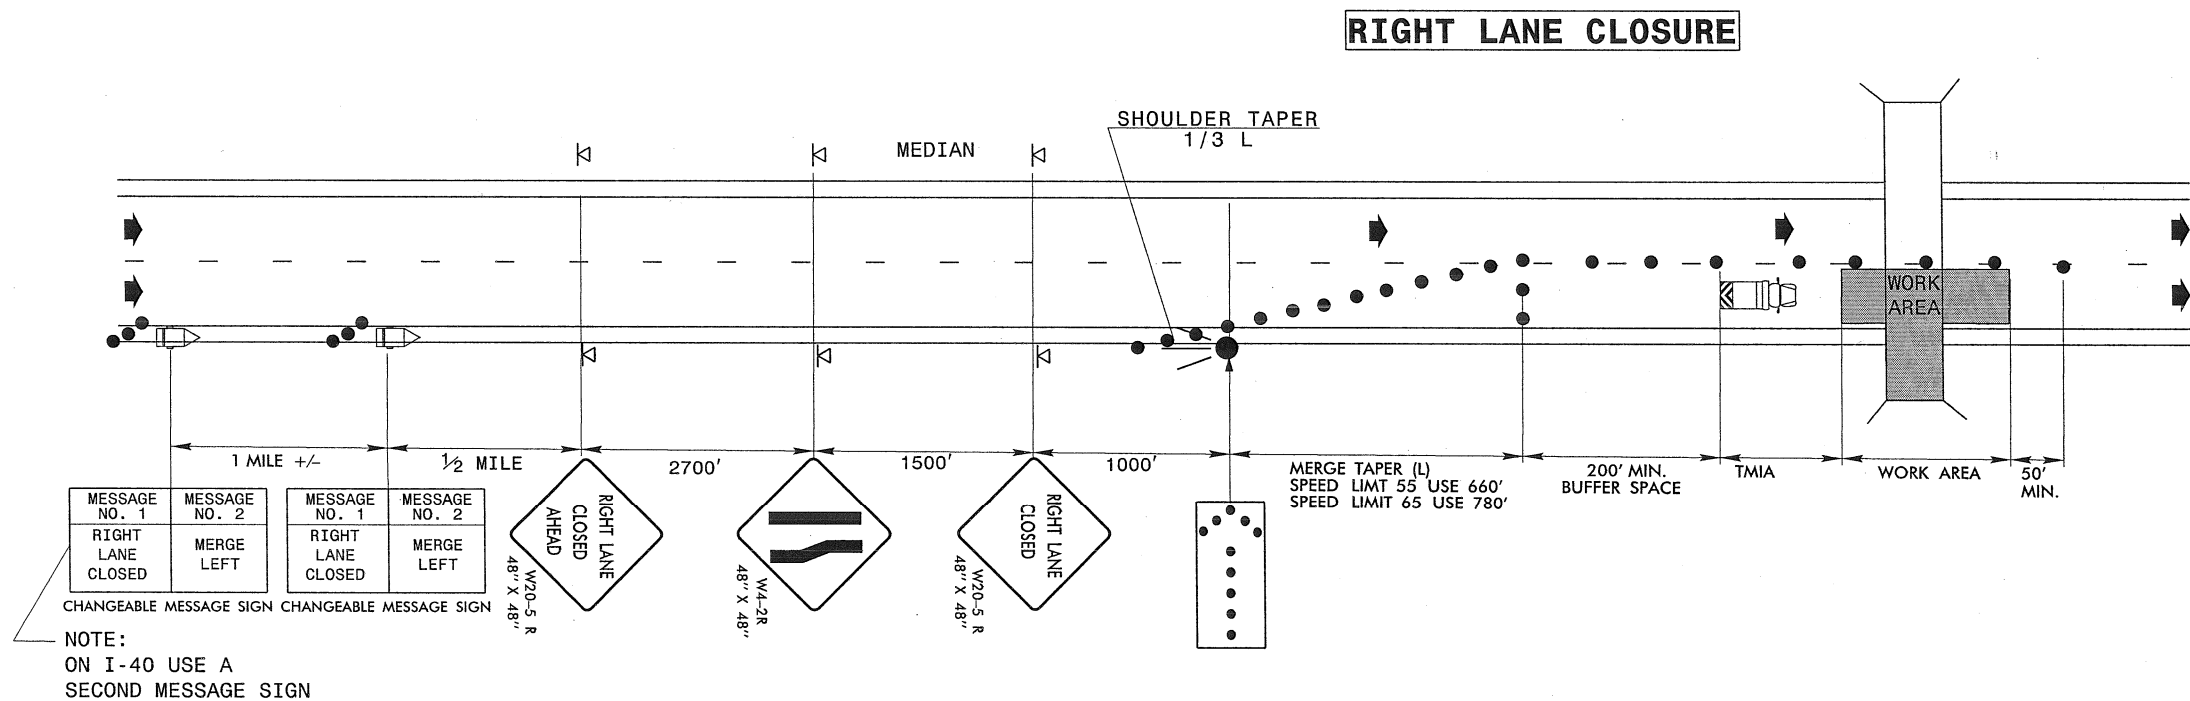 RIGHT LANE CLOSURE
SHOULDER TAPER
1/3 L
MEDIAN
WORK
AREA
1 MILE +/-
1/2 MILE
2700'
1500'
1000'
MERGE TAPER (L)
SPEED LIMT 55 USE 660'
SPEED LIMIT 65 USE 780'
200' MIN.
BUFFER SPACE
TMIA
WORK AREA
50'
MIN.
MESSAGE
NO. 1
MESSAGE
NO. 2
RIGHT
LANE
CLOSED
MERGE
LEFT
CHANGEABLE MESSAGE SIGN
MESSAGE
NO. 1
MESSAGE
NO. 2
RIGHT
LANE
CLOSED
MERGE
LEFT
CHANGEABLE MESSAGE SIGN
RIGHT LANE
CLOSED
AHEAD
W20-5 R
48" X 48"
W4-2R
48" X 48"
RIGHT LANE
CLOSED
W20-5 R
48" X 48"
NOTE:
ON I-40 USE A
SECOND MESSAGE SIGN